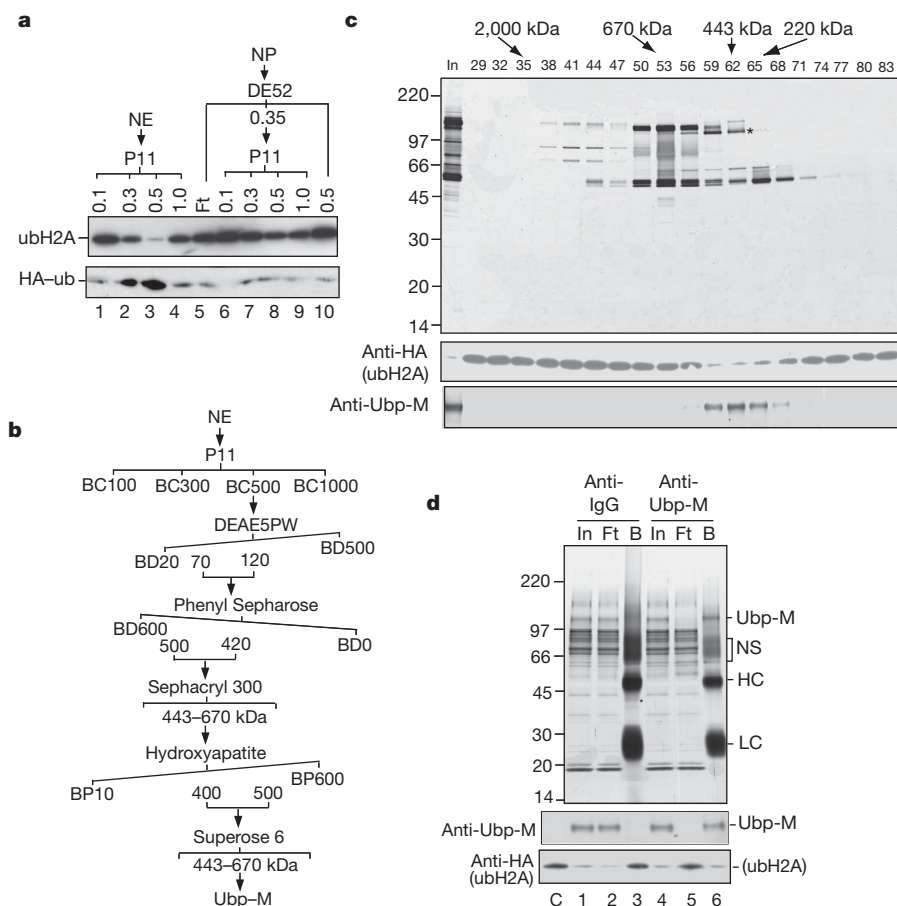 a
NP
DE52
0.35
NE
P11
P11
0.1 0.3 0.5 1.0 Ft 0.1 0.3 0.5 1.0 0.5
ubH2A
HA–ub
1 2 3 4 5 6 7 8 9 10
b
NE
P11
BC100 BC300 BC500 BC1000
DEAE5PW
BD20 70 120 BD500
Phenyl Sepharose
BD600 500 420 BD0
Sephacryl 300
443–670 kDa
Hydroxyapatite
BP10 400 500 BP600
Superose 6
443–670 kDa
Ubp–M
c
2,000 kDa 670 kDa 443 kDa 220 kDa
In 29 32 35 38 41 44 47 50 53 56 59 62 65 68 71 74 77 80 83
220
97
*
66
45
30
20
14
Anti-HA
(ubH2A)
Anti-Ubp-M
d
Anti-
IgG
Anti-
Ubp-M
In Ft B In Ft B
220
Ubp–M
97
NS
66
HC
45
30
LC
20
14
Anti-Ubp-M Ubp–M
Anti-HA
(ubH2A) (ubH2A)
C 1 2 3 4 5 6